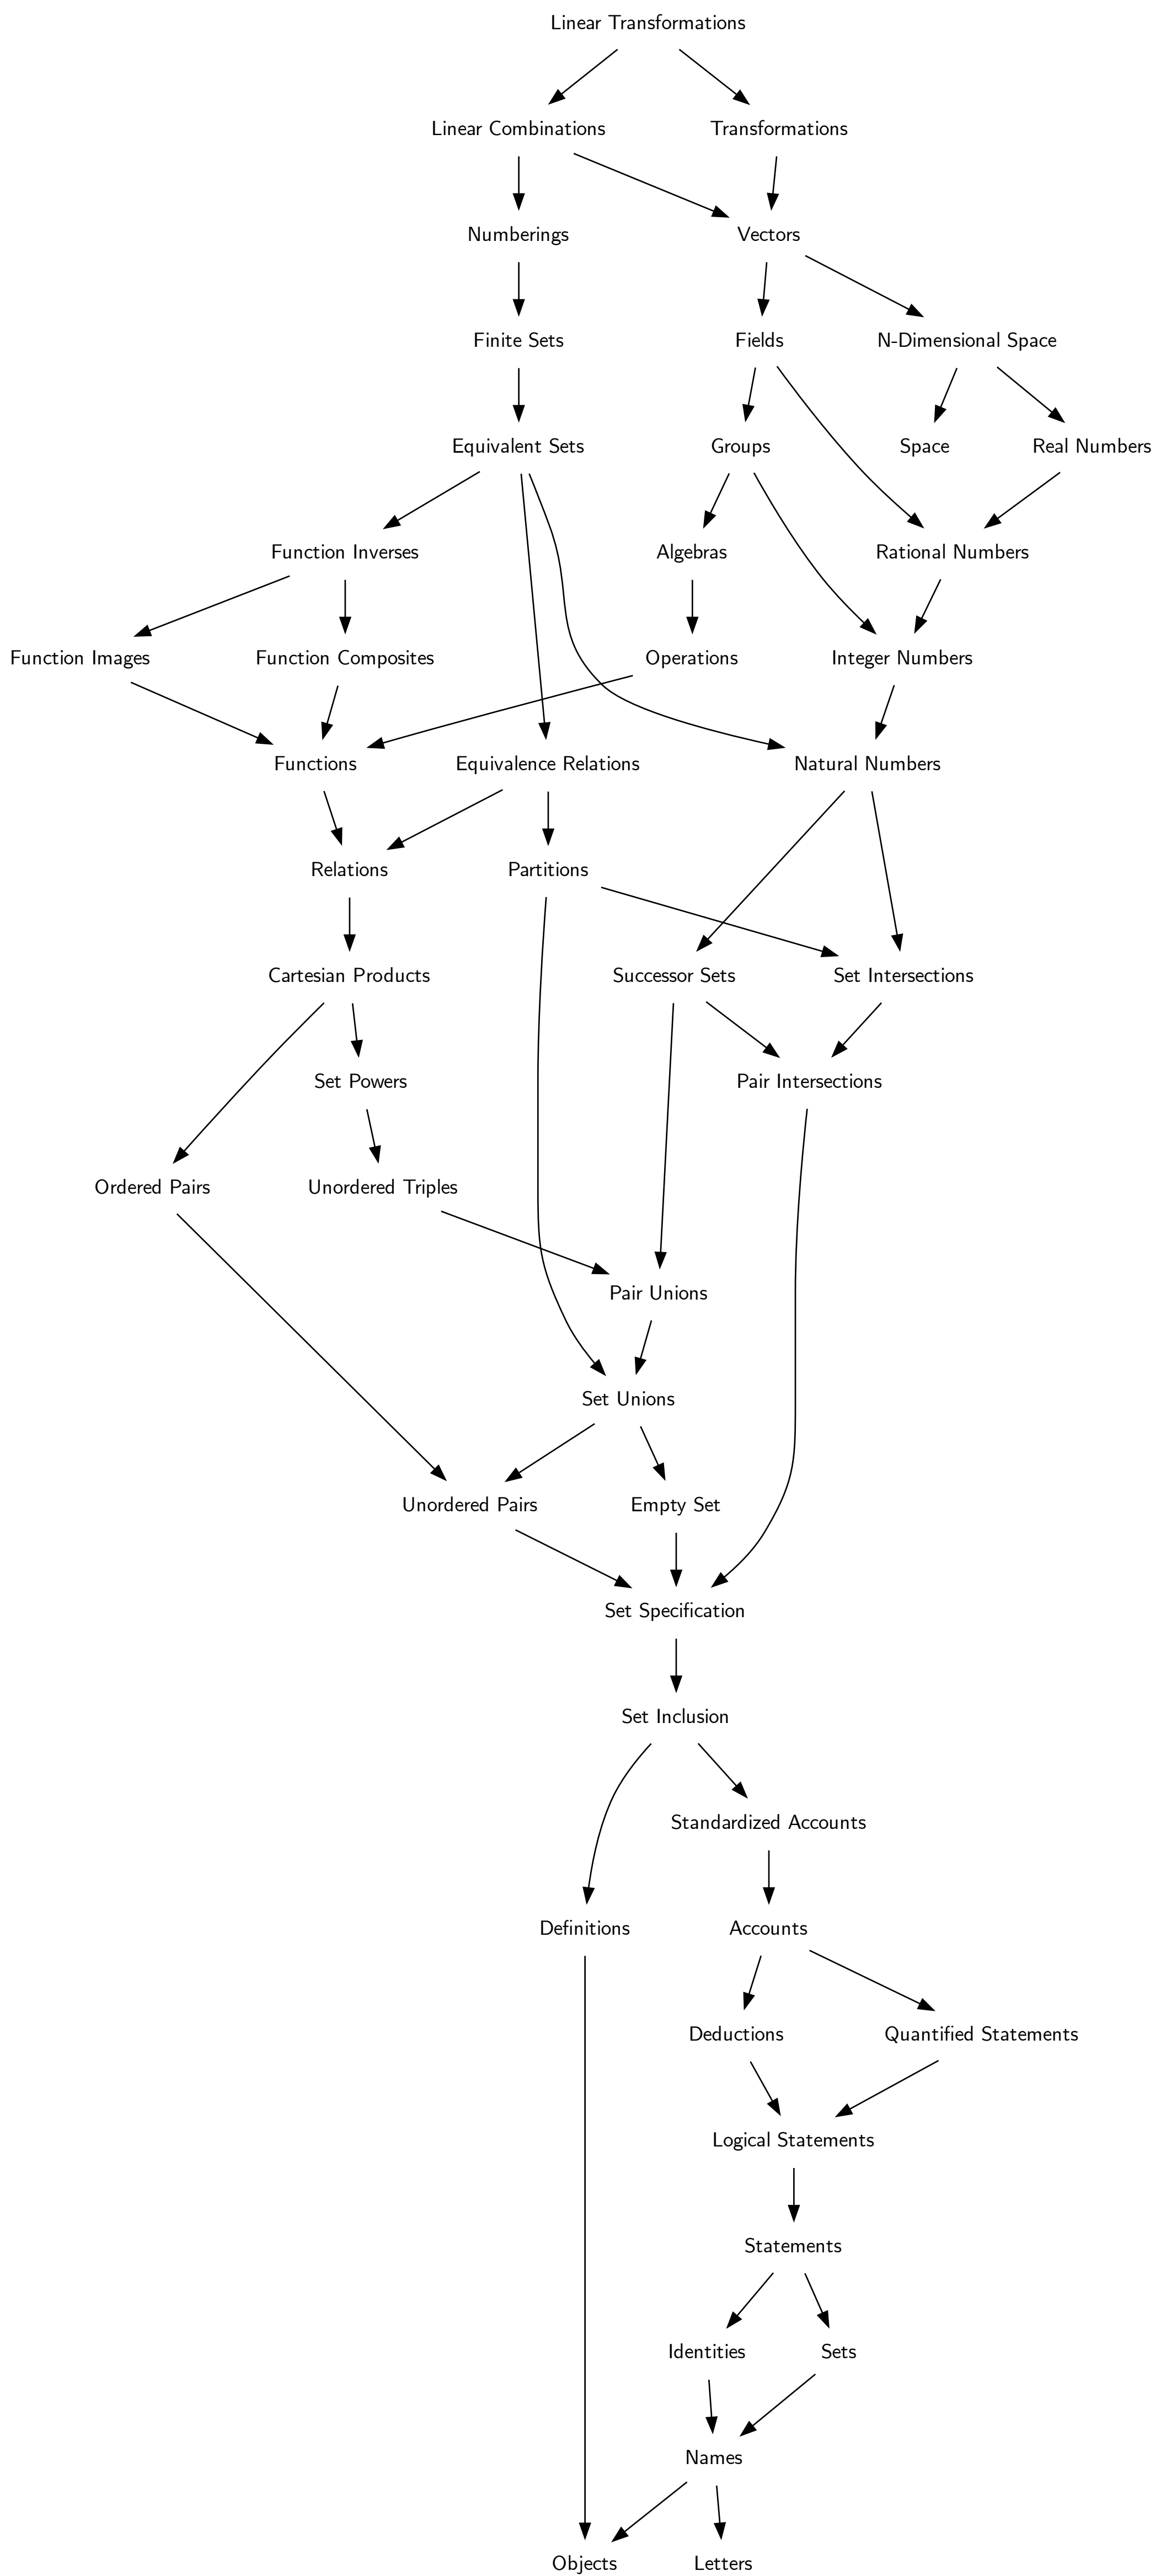 Linear Transformations
Linear Combinations
Transformations
Numberings
Vectors
Finite Sets
Fields
N-Dimensional Space
Equivalent Sets
Groups
Space
Real Numbers
Function Inverses
Algebras
Rational Numbers
Function Images
Function Composites
Operations
Integer Numbers
Functions
Equivalence Relations
Natural Numbers
Relations
Partitions
Cartesian Products
Successor Sets
Set Intersections
Set Powers
Pair Intersections
Ordered Pairs
Unordered Triples
Pair Unions
Set Unions
Unordered Pairs
Empty Set
Set Specification
Set Inclusion
Standardized Accounts
Definitions
Accounts
Deductions
Quantified Statements
Logical Statements
Statements
Identities
Sets
Names
Objects
Letters